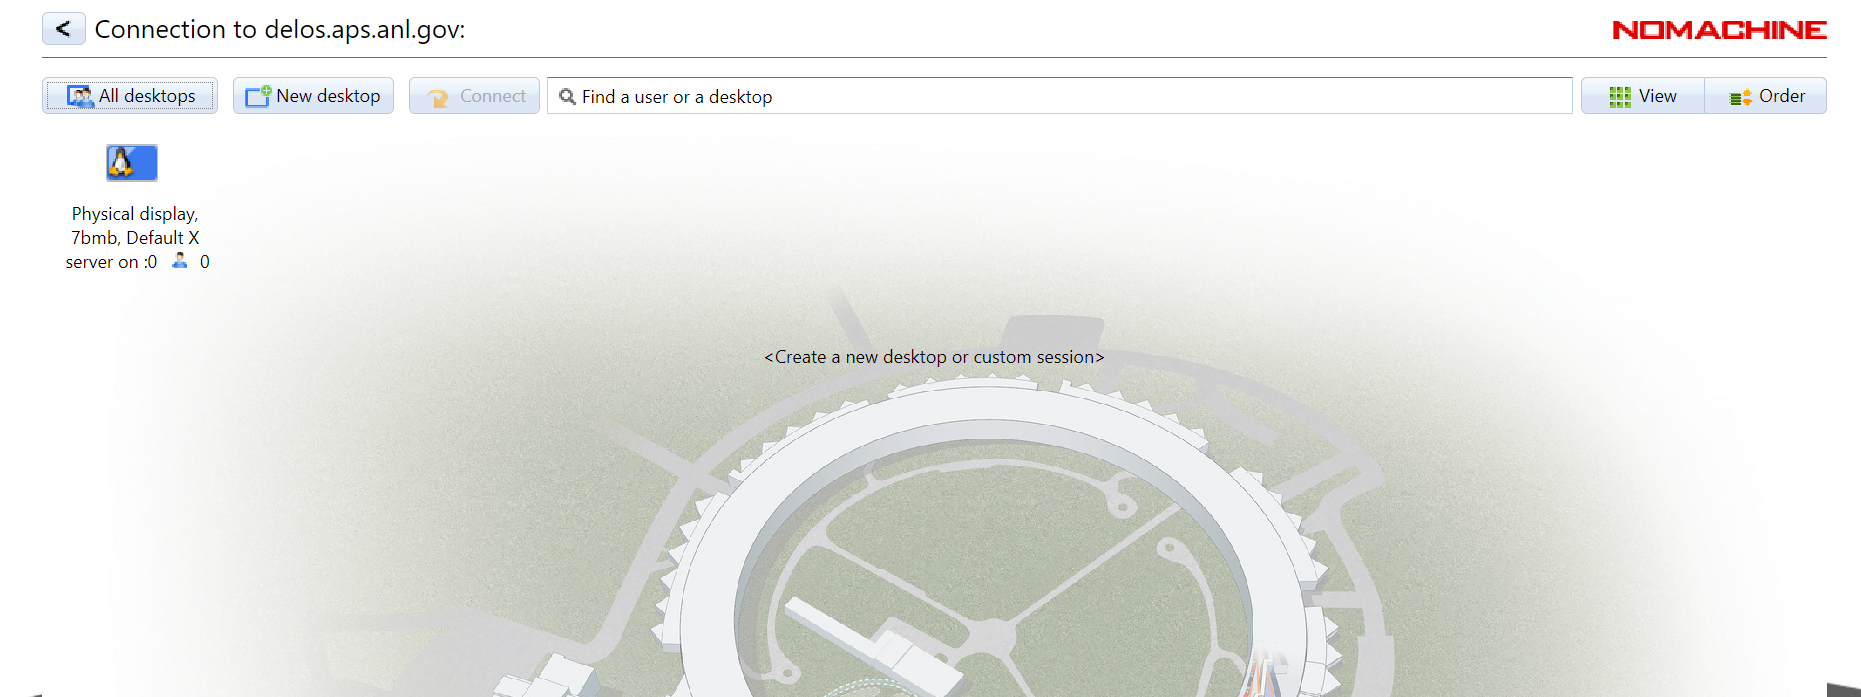 < Connection to delos.aps.anl.gov:
NOMACHINE
All desktops
New desktop
Connect
Find a user or a desktop
View
Order
Physical display,
7bmb, Default X
server on :0 0
<Create a new desktop or custom session>